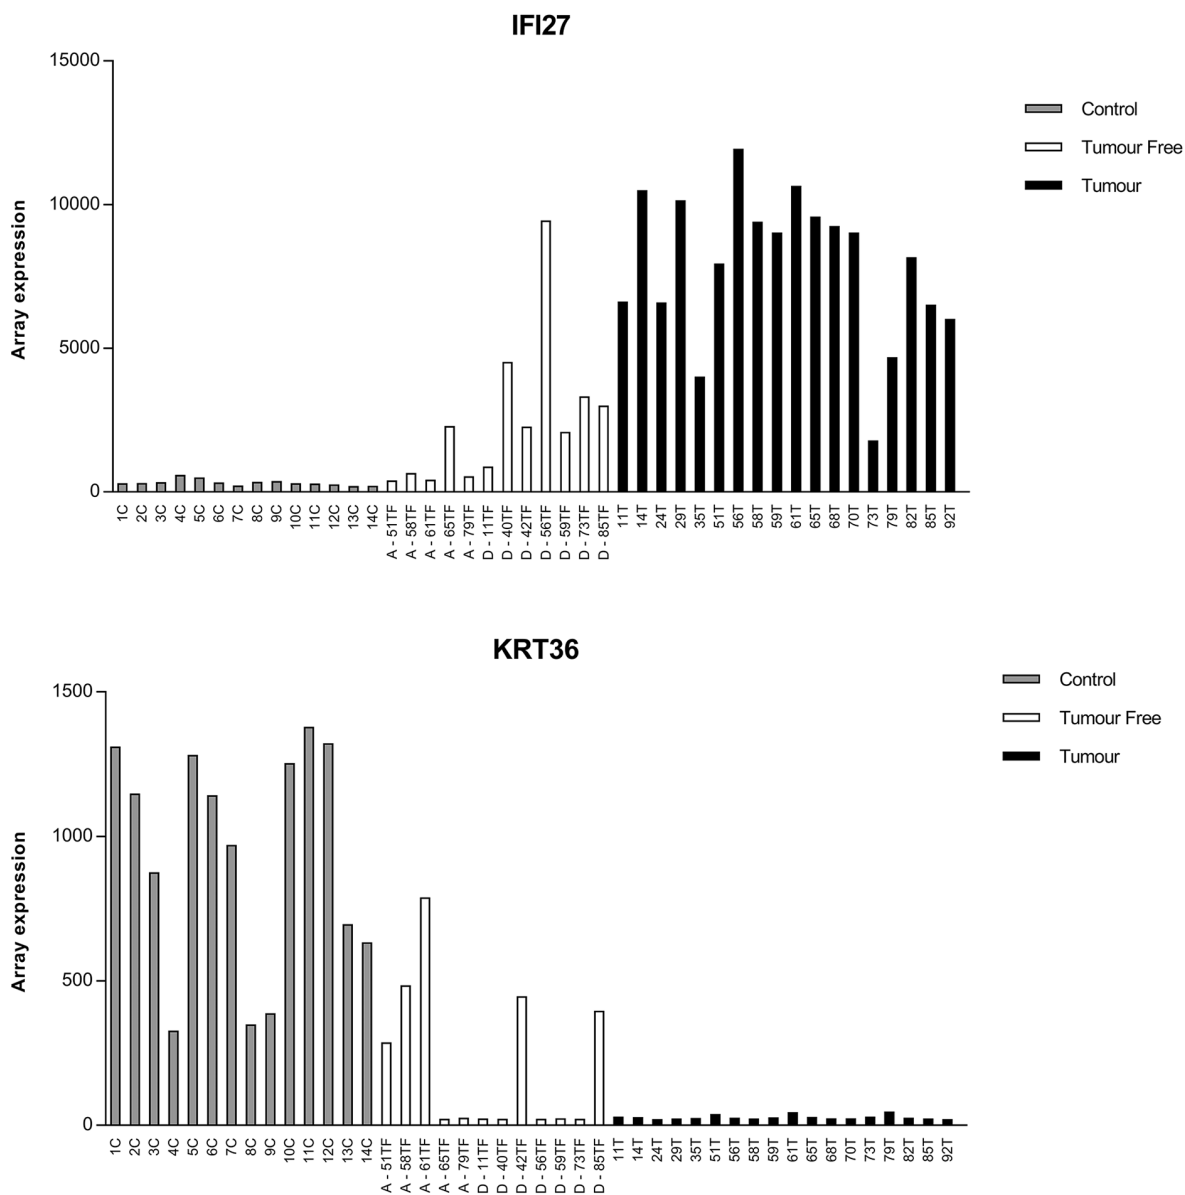 IFI27
15000
10000
5000
0
Array expression
Control
Tumour Free
Tumour
1C 2C 3C 4C 5C 6C 7C 8C 9C 10C 11C 12C 13C 14C A - 51TF A - 58TF A - 61TF A - 65TF A - 79TF D - 11TF D - 40TF D - 42TF D - 56TF D - 59TF D - 73TF D - 85TF 11T 14T 24T 29T 35T 51T 56T 58T 59T 61T 65T 68T 70T 73T 79T 82T 85T 92T
KRT36
1500
1000
500
0
Array expression
Control
Tumour Free
Tumour
1C 2C 3C 4C 5C 6C 7C 8C 9C 10C 11C 12C 13C 14C A - 51TF A - 58TF A - 61TF A - 65TF A - 79TF D - 11TF D - 40TF D - 42TF D - 56TF D - 59TF D - 73TF D - 85TF 11T 14T 24T 29T 35T 51T 56T 58T 59T 61T 65T 68T 70T 73T 79T 82T 85T 92T